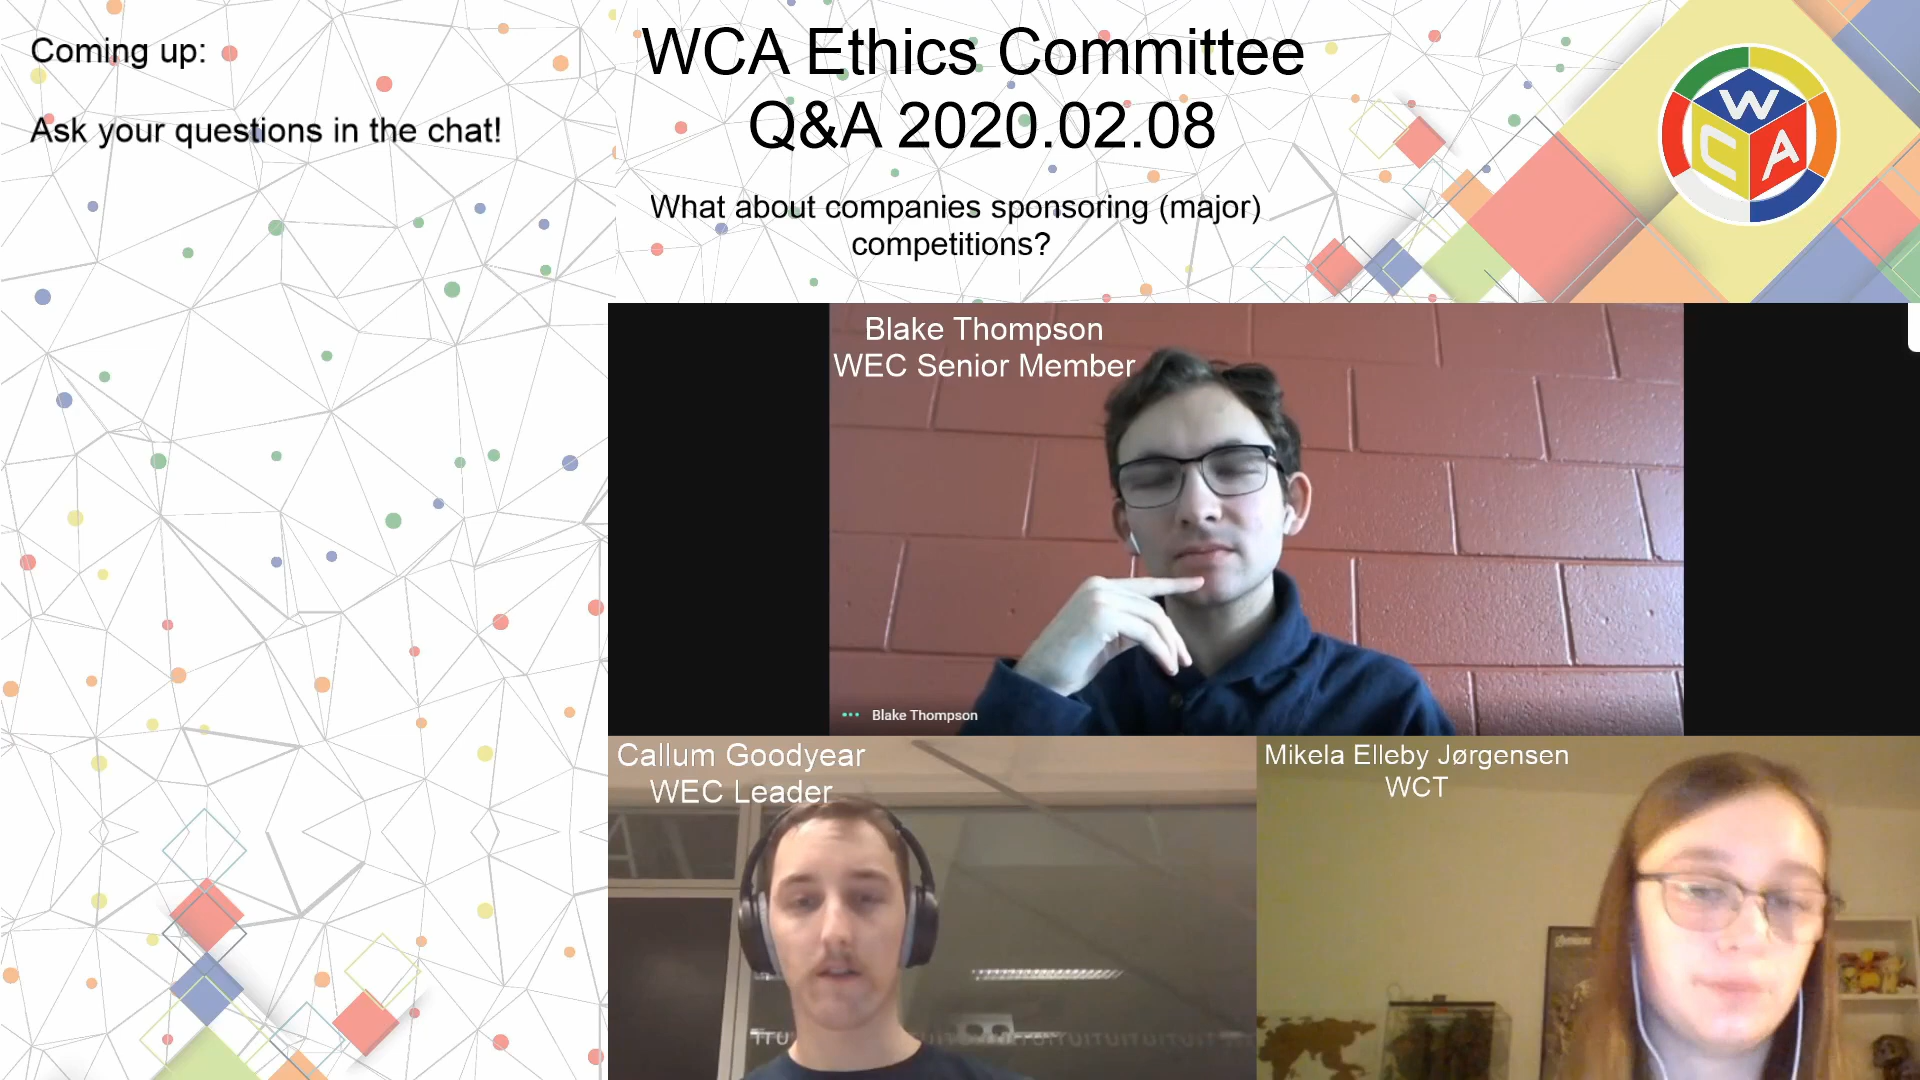 Coming up:
Ask your questions in the chat!
WCA Ethics Committee
Q&A 2020.02.08
What about companies sponsoring (major)
competitions?
W
C
A
Blake Thompson
WEC Senior Member
Blake Thompson
Callum Goodyear
WEC Leader
Mikela Elleby Jørgensen
WCT